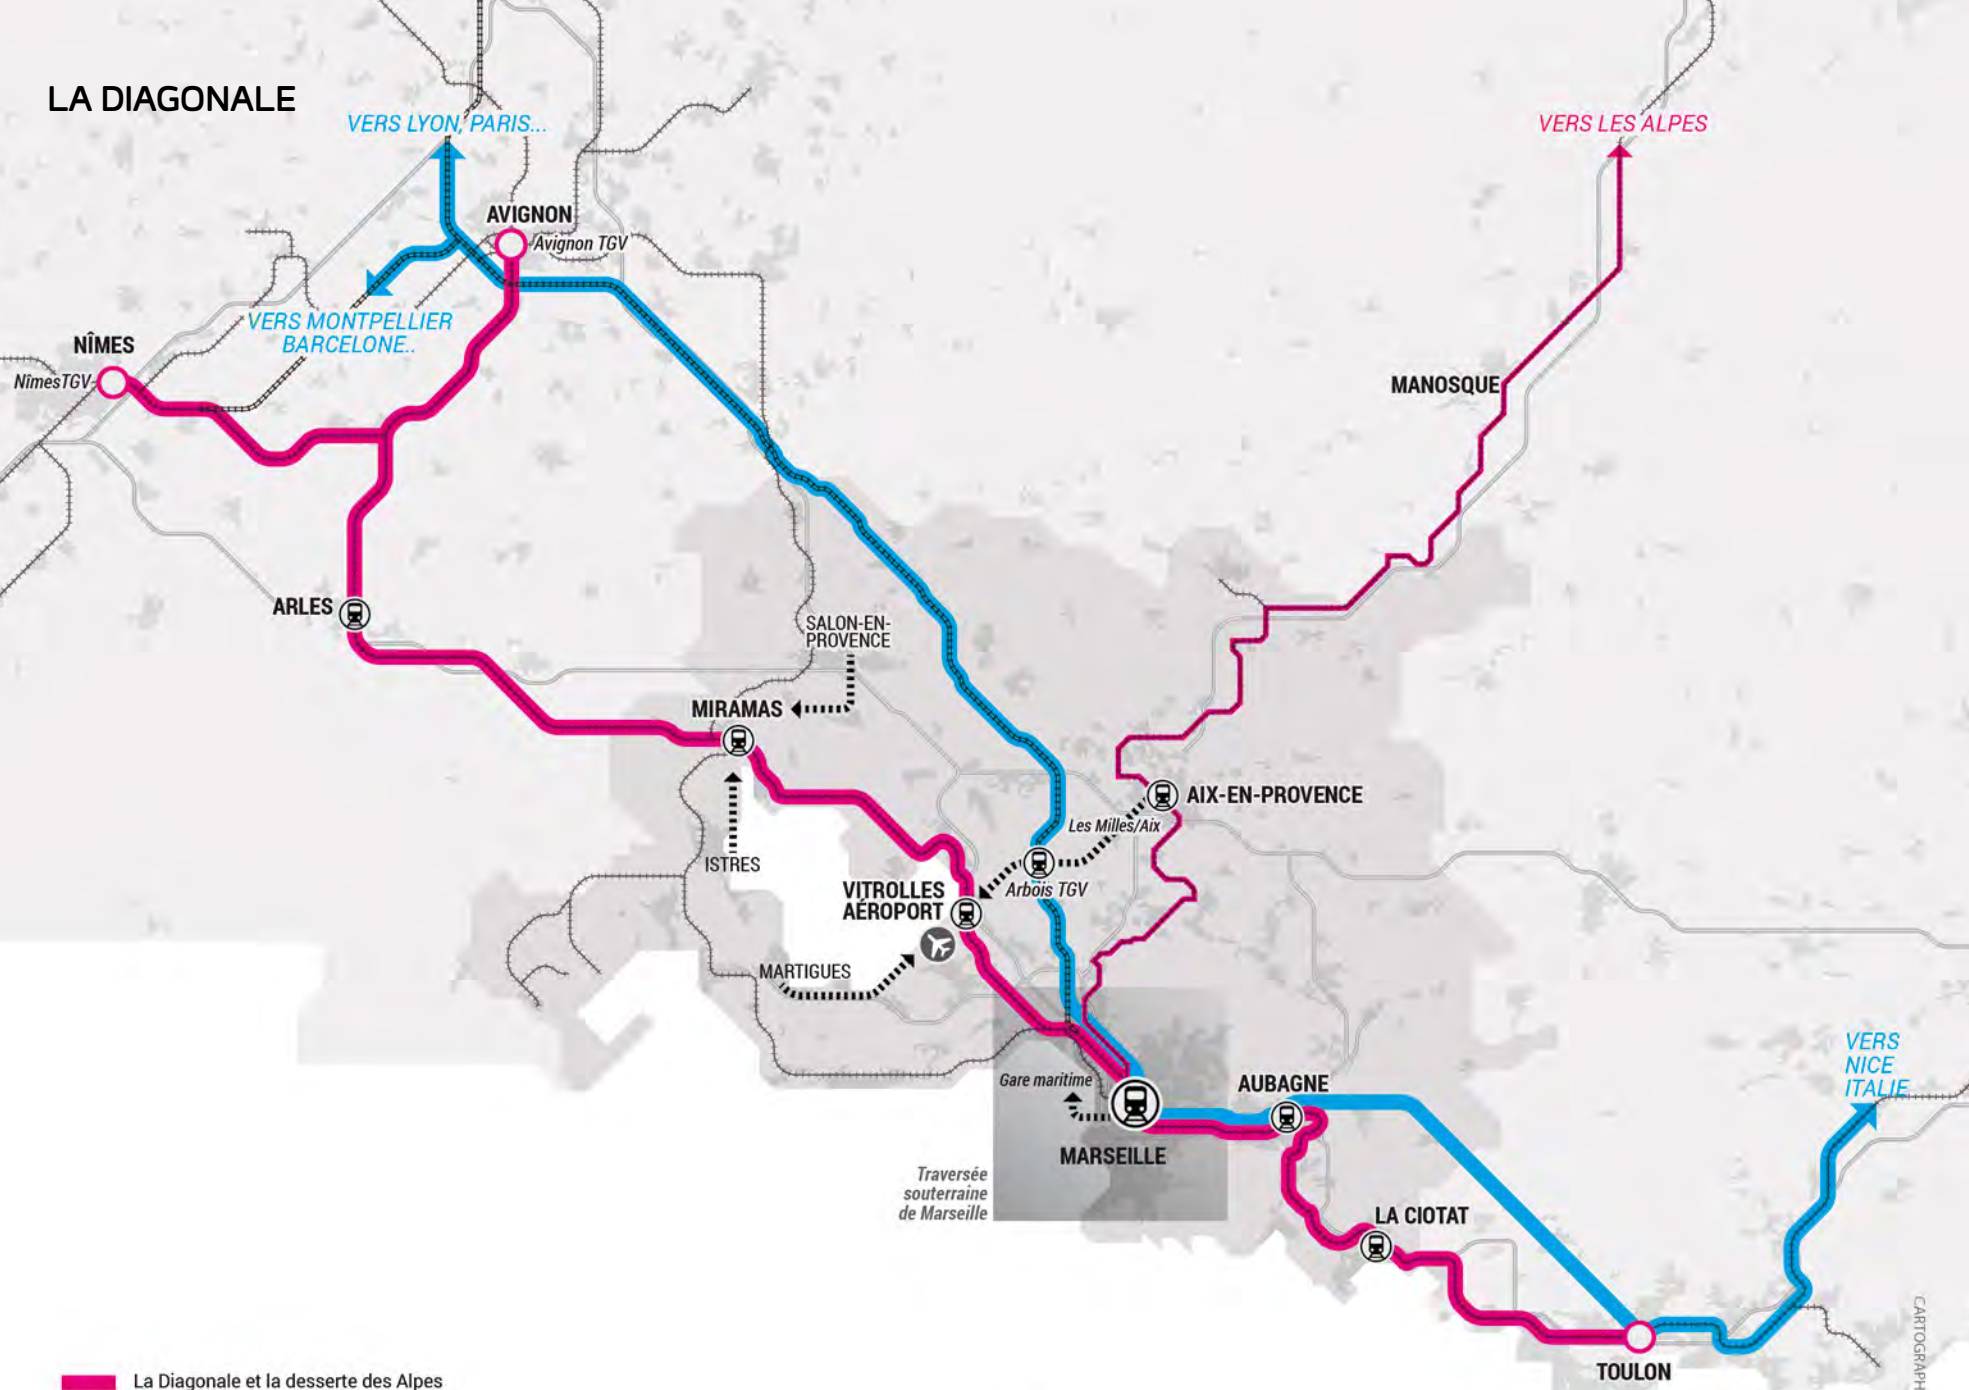 LA DIAGONALE
VERS LYON, PARIS...
VERS LES ALPES
AVIGNON
Avignon TGV
VERS MONTPELLIER
BARCELONE..
NÎMES
NîmesTGV
MANOSQUE
ARLES
SALON-EN-
PROVENCE
MIRAMAS
AIX-EN-PROVENCE
Les Milles/Aix
ISTRES
Arbois TGV
VITROLLES
AÉROPORT
MARTIGUES
VERS
NICE
ITALIE
Gare maritime
AUBAGNE
MARSEILLE
Traversée
souterraine
de Marseille
LA CIOTAT
TOULON
CARTOGRAPH
La Diagonale et la desserte des Alpes